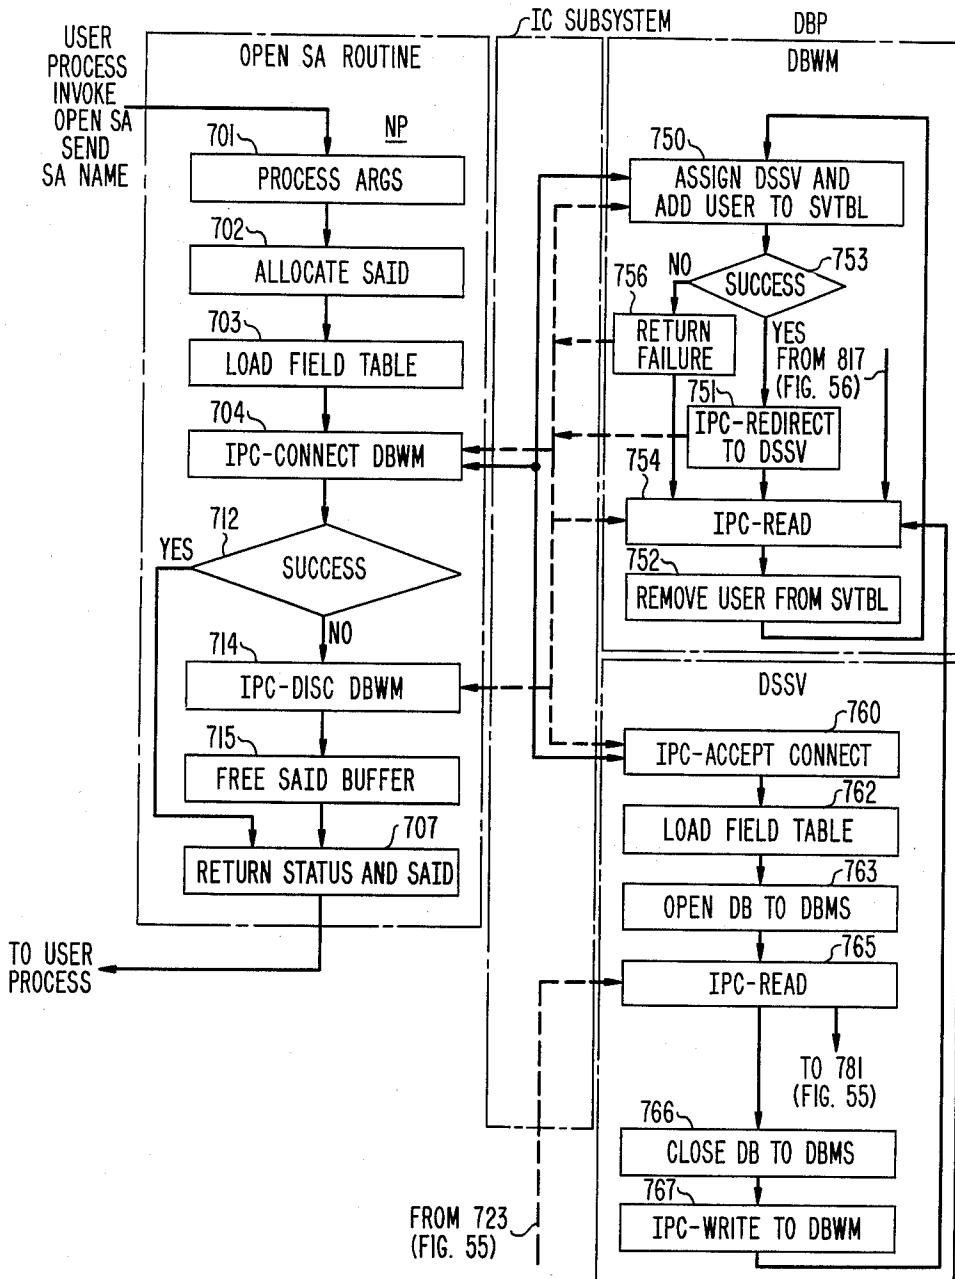 IC SUBSYSTEM
DBP
USER
PROCESS
INVOKE
OPEN SA
SEND
SA NAME
OPEN SA ROUTINE
NP
701
PROCESS ARGS
702
ALLOCATE SAID
703
LOAD FIELD TABLE
704
IPC-CONNECT DBWM
712
YES
SUCCESS
NO
714
IPC-DISC DBWM
715
FREE SAID BUFFER
707
RETURN STATUS AND SAID
TO USER
PROCESS
DBWM
750
ASSIGN DSSV AND
ADD USER TO SVTBL
753
NO
SUCCESS
756
RETURN
FAILURE
YES
FROM 817
(FIG. 56)
751
IPC-REDIRECT
TO DSSV
754
IPC-READ
752
REMOVE USER FROM SVTBL
DSSV
760
IPC-ACCEPT CONNECT
762
LOAD FIELD TABLE
763
OPEN DB TO DBMS
765
IPC-READ
TO 781
(FIG. 55)
766
CLOSE DB TO DBMS
767
IPC-WRITE TO DBWM
FROM 723
(FIG. 55)